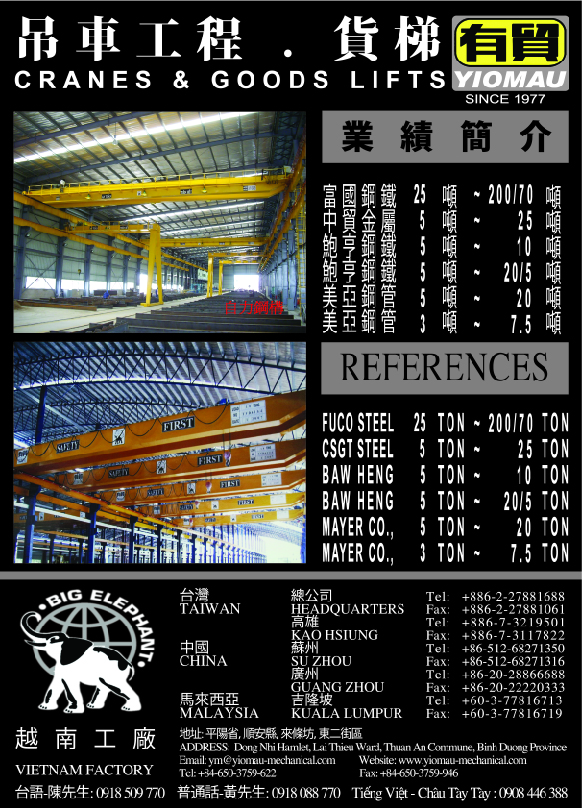 吊車工程 . 貨梯
CRANES & GOODS LIFTS
有貿
YIOMAU
SINCE 1977
業績簡介
富國鋼鐵 25 噸 ~ 200/70 噸
中貿金屬 5 噸 ~ 25 噸
鮑亨鋼鐵 5 噸 ~ 10 噸
鮑亨鋼鐵 5 噸 ~ 20/5 噸
美亞鋼管 5 噸 ~ 20 噸
美亞鋼管 3 噸 ~ 7.5 噸
REFERENCES
FUCO STEEL 25 TON ~ 200/70 TON
CSGT STEEL 5 TON ~ 25 TON
BAW HENG 5 TON ~ 10 TON
BAW HENG 5 TON ~ 20/5 TON
MAYER CO., 5 TON ~ 20 TON
MAYER CO., 3 TON ~ 7.5 TON
SAFETY FIRST
SAFETY FIRST
SAFETY FIRST
BIG ELEPHANT
越南工廠
VIETNAM FACTORY
台灣 總公司 Tel: +886-2-27881688
TAIWAN HEADQUARTERS Fax: +886-2-27881061
高雄 Tel: +886-7-3219501
KAO HSIUNG Fax: +886-7-3117822
中國 蘇州 Tel: +86-512-68271350
CHINA SU ZHOU Fax: +86-512-68271316
廣州 Tel: +86-20-28866688
GUANG ZHOU Fax: +86-20-22220333
馬來西亞 吉隆坡 Tel: +60-3-77816713
MALAYSIA KUALA LUMPUR Fax: +60-3-77816719
地址: 平陽省, 順安縣, 來條坊, 東二街區
ADDRESS Dong Nhi Hamlet, Lai Thieu Ward, Thuan An Commune, Binh Duong Province
Email: ym@yiomau-mechanical.com Website: www.yiomau-mechanical.com
Tel: +84-650-3759-622 Fax: +84-650-3759-946
台語-陳先生: 0918 509 770 普通話-黃先生: 0918 088 770 Tiếng Việt - Châu Tày Tày : 0908 446 388